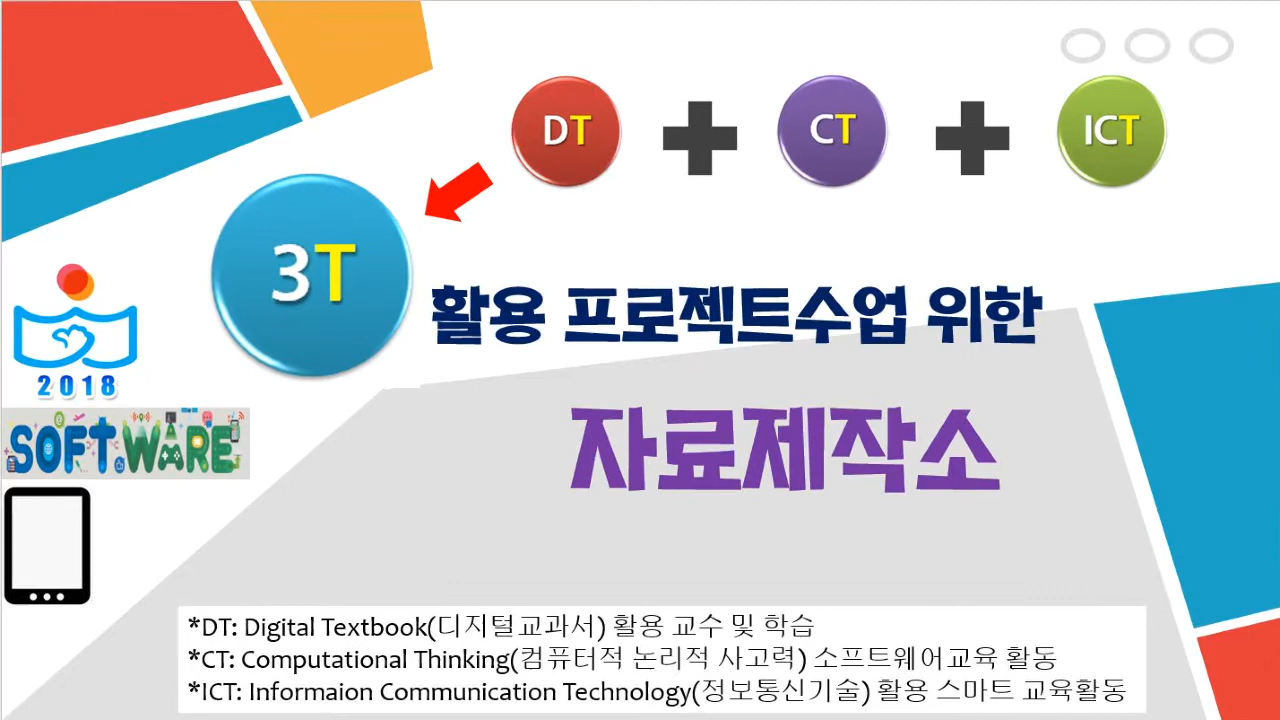 DT CT ICT
3T
활용 프로젝트수업 위한
자료제작소
2018
SOFTWARE
*DT: Digital Textbook(디지털교과서) 활용 교수 및 학습
*CT: Computational Thinking(컴퓨터적 논리적 사고력) 소프트웨어교육 활동
*ICT: Informaion Communication Technology(정보통신기술) 활용 스마트 교육활동